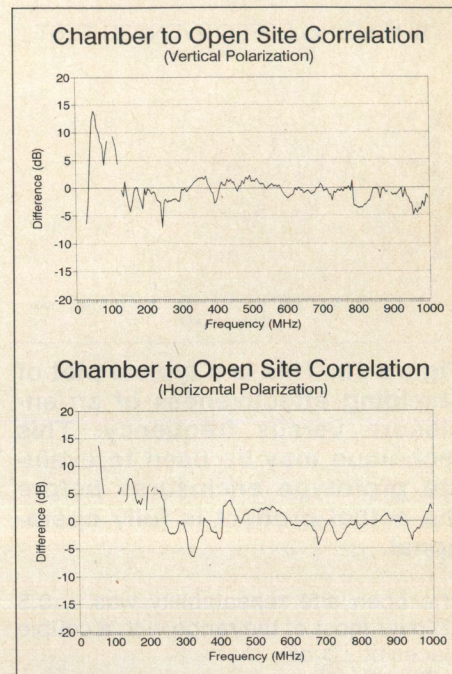 Chamber to Open Site Correlation
(Vertical Polarization)
20
15
10
5
0
-5
-10
-15
-20
Difference (dB)
0 100 200 300 400 500 600 700 800 900 1000
Frequency (MHz)
Chamber to Open Site Correlation
(Horizontal Polarization)
20
15
10
5
0
-5
-10
-15
-20
Difference (dB)
0 100 200 300 400 500 600 700 800 900 1000
Frequency (MHz)